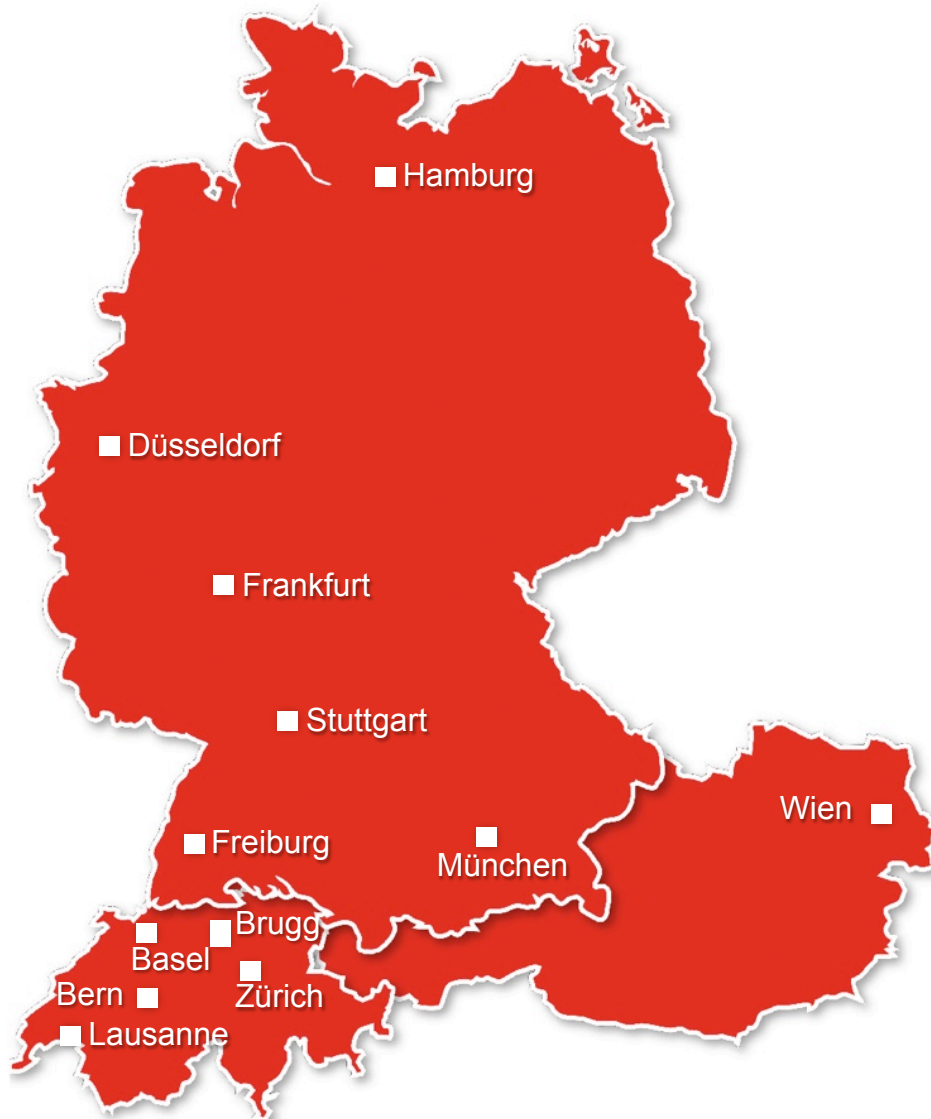 Hamburg
Düsseldorf
Frankfurt
Stuttgart
Wien
Freiburg
München
Brugg
Basel
Zürich
Bern
Lausanne